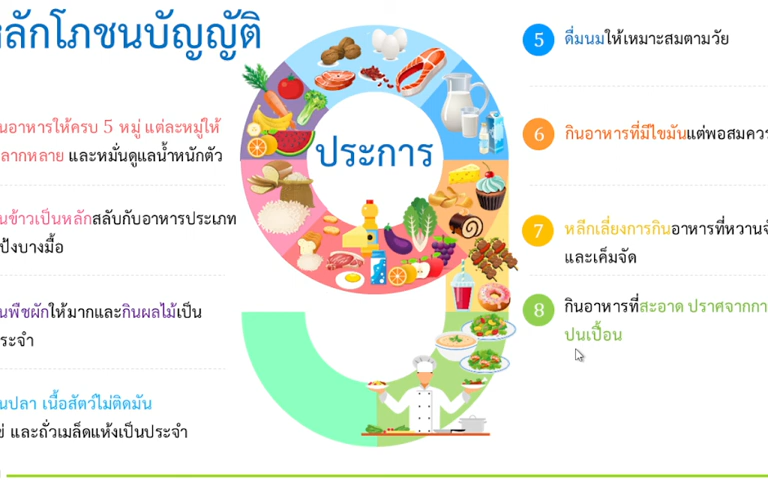 หลักโภชนบัญญัติ
ประการ
กินอาหารให้ครบ 5 หมู่ แต่ละหมู่ให้
หลากหลาย และหมั่นดูแลน้ำหนักตัว
กินข้าวเป็นหลักสลับกับอาหารประเภท
แป้งบางมื้อ
กินพืชผักให้มากและกินผลไม้เป็น
ประจำ
กินปลา เนื้อสัตว์ไม่ติดมัน
ไข่ และถั่วเมล็ดแห้งเป็นประจำ
5 ดื่มนมให้เหมาะสมตามวัย
6 กินอาหารที่มีไขมันแต่พอสมควร
7 หลีกเลี่ยงการกินอาหารที่หวานจัด
และเค็มจัด
8 กินอาหารที่สะอาด ปราศจากการ
ปนเปื้อน